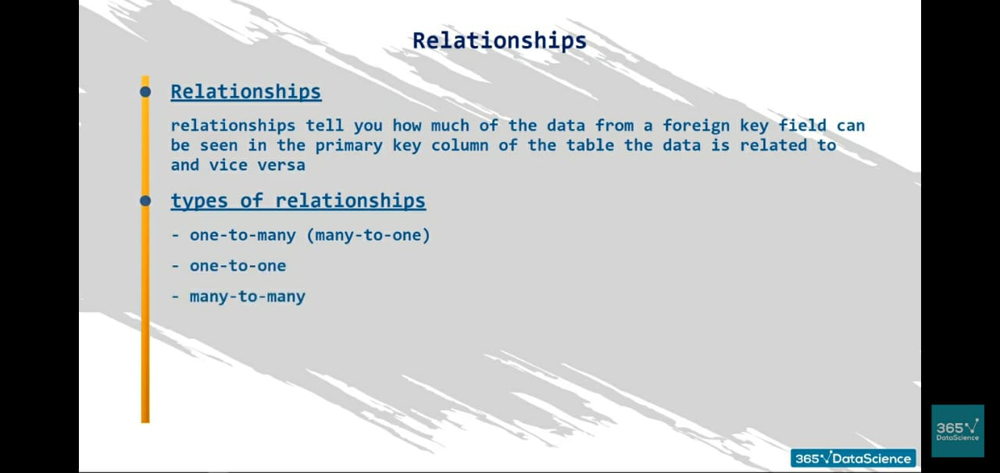 Relationships
Relationships
relationships tell you how much of the data from a foreign key field can
be seen in the primary key column of the table the data is related to
and vice versa
types of relationships
- one-to-many (many-to-one)
- one-to-one
- many-to-many
365 DataScience
365
DataScience